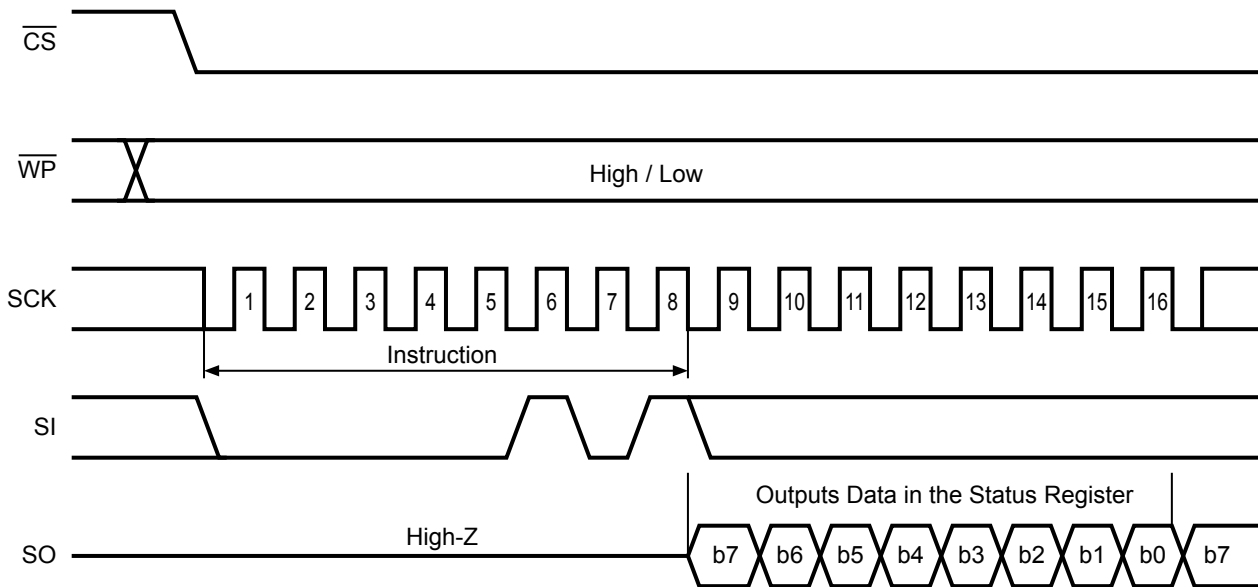 CS
WP
High / Low
SCK
1 2 3 4 5 6 7 8 9 10 11 12 13 14 15 16
Instruction
SI
Outputs Data in the Status Register
High-Z
SO
b7 b6 b5 b4 b3 b2 b1 b0 b7